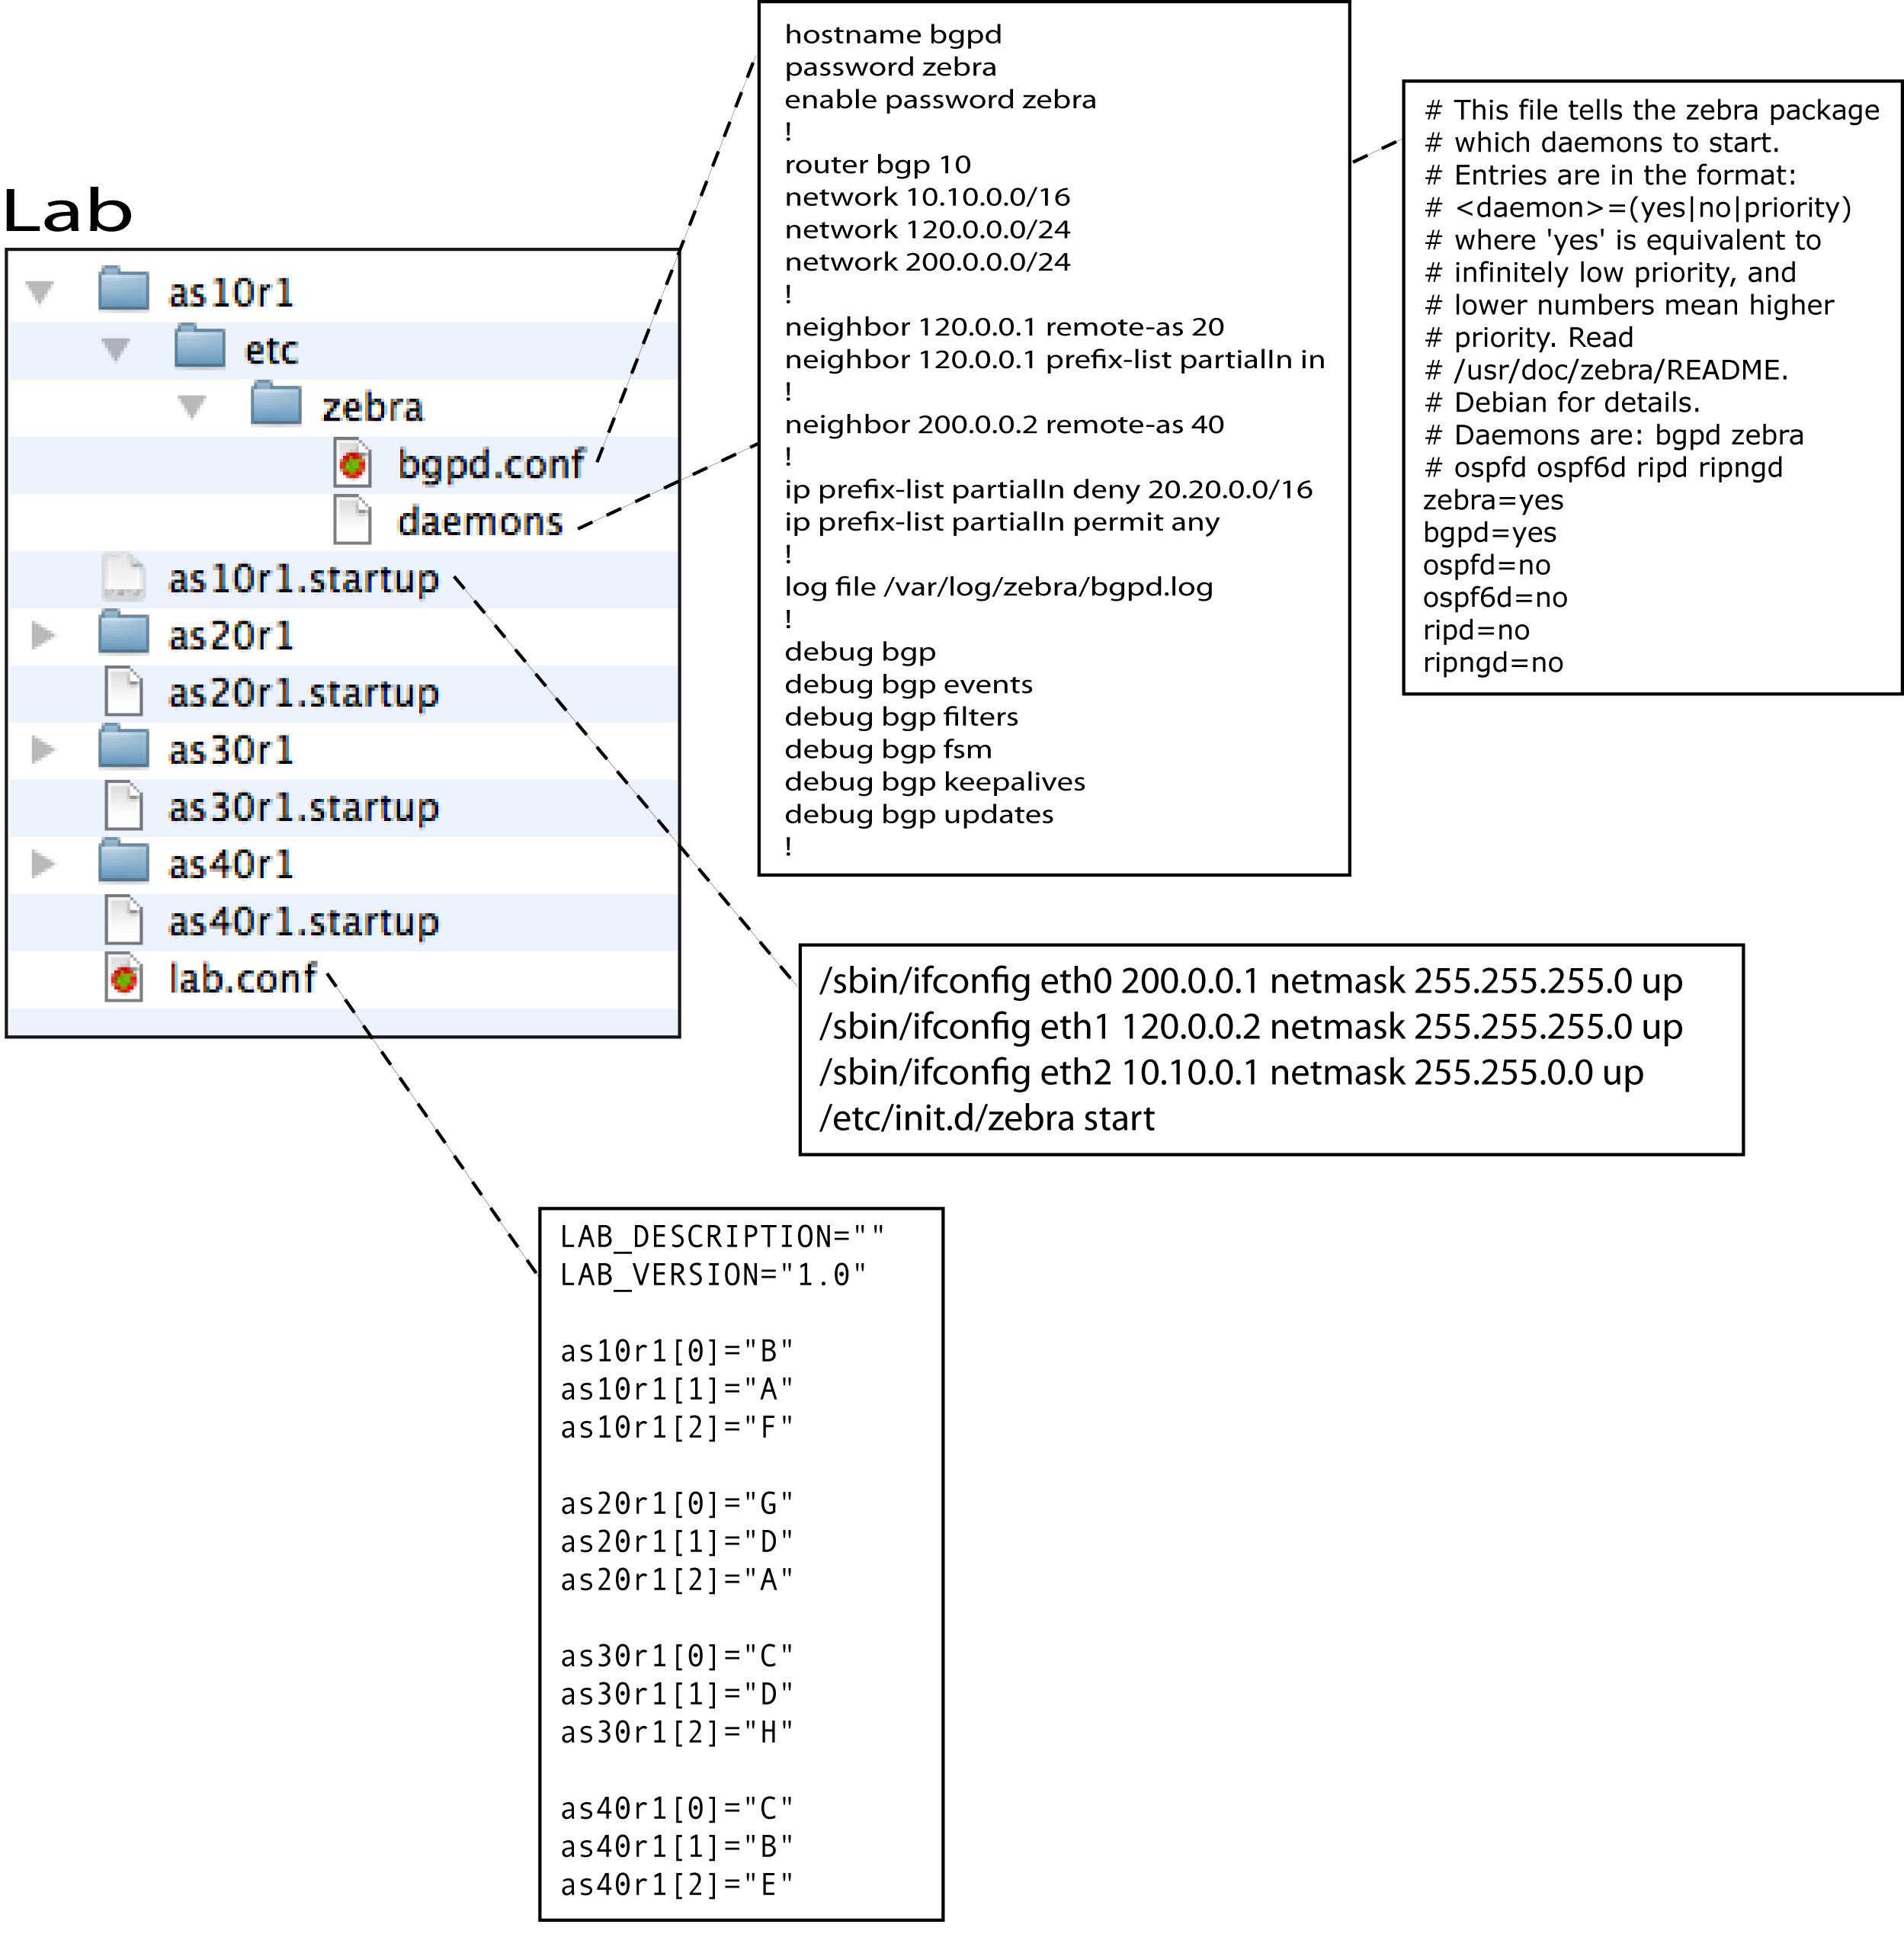 Lab
as10r1
etc
zebra
bgpd.conf
daemons
as10r1.startup
as20r1
as20r1.startup
as30r1
as30r1.startup
as40r1
as40r1.startup
lab.conf
hostname bgpd
password zebra
enable password zebra
!
router bgp 10
network 10.10.0.0/16
network 120.0.0.0/24
network 200.0.0.0/24
!
neighbor 120.0.0.1 remote-as 20
neighbor 120.0.0.1 prefix-list partialIn in
!
neighbor 200.0.0.2 remote-as 40
!
ip prefix-list partialIn deny 20.20.0.0/16
ip prefix-list partialIn permit any
!
log file /var/log/zebra/bgpd.log
!
debug bgp
debug bgp events
debug bgp filters
debug bgp fsm
debug bgp keepalives
debug bgp updates
!
# This file tells the zebra package
# which daemons to start.
# Entries are in the format:
# <daemon>=(yes|no|priority)
# where 'yes' is equivalent to
# infinitely low priority, and
# lower numbers mean higher
# priority. Read
# /usr/doc/zebra/README.
# Debian for details.
# Daemons are: bgpd zebra
# ospfd ospf6d ripd ripngd
zebra=yes
bgpd=yes
ospfd=no
ospf6d=no
ripd=no
ripngd=no
/sbin/ifconfig eth0 200.0.0.1 netmask 255.255.255.0 up
/sbin/ifconfig eth1 120.0.0.2 netmask 255.255.255.0 up
/sbin/ifconfig eth2 10.10.0.1 netmask 255.255.0.0 up
/etc/init.d/zebra start
LAB_DESCRIPTION=""
LAB_VERSION="1.0"
as10r1[0]="B"
as10r1[1]="A"
as10r1[2]="F"
as20r1[0]="G"
as20r1[1]="D"
as20r1[2]="A"
as30r1[0]="C"
as30r1[1]="D"
as30r1[2]="H"
as40r1[0]="C"
as40r1[1]="B"
as40r1[2]="E"